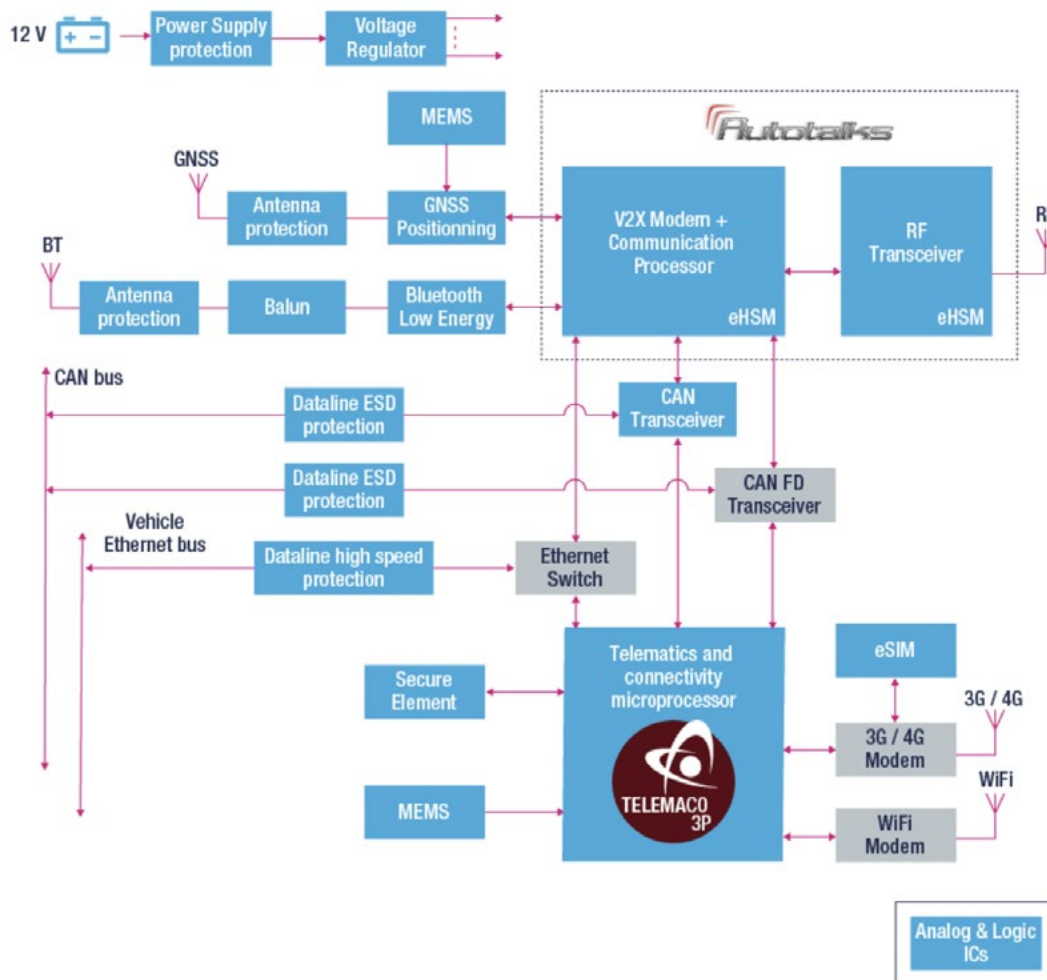 12 V
Power Supply
protection
Voltage
Regulator
MEMS
Autotalks
GNSS
Antenna
protection
GNSS
Positionning
V2X Modem +
Communication
Processor
eHSM
RF
Transceiver
eHSM
BT
Antenna
protection
Balun
Bluetooth
Low Energy
CAN bus
Dataline ESD
protection
CAN
Transceiver
Dataline ESD
protection
CAN FD
Transceiver
Vehicle
Ethernet bus
Dataline high speed
protection
Ethernet
Switch
Telematics and
connectivity
microprocessor
TELEMACO
3P
Secure
Element
MEMS
eSIM
3G / 4G
3G / 4G
Modem
WiFi
WiFi
Modem
Analog & Logic
ICs